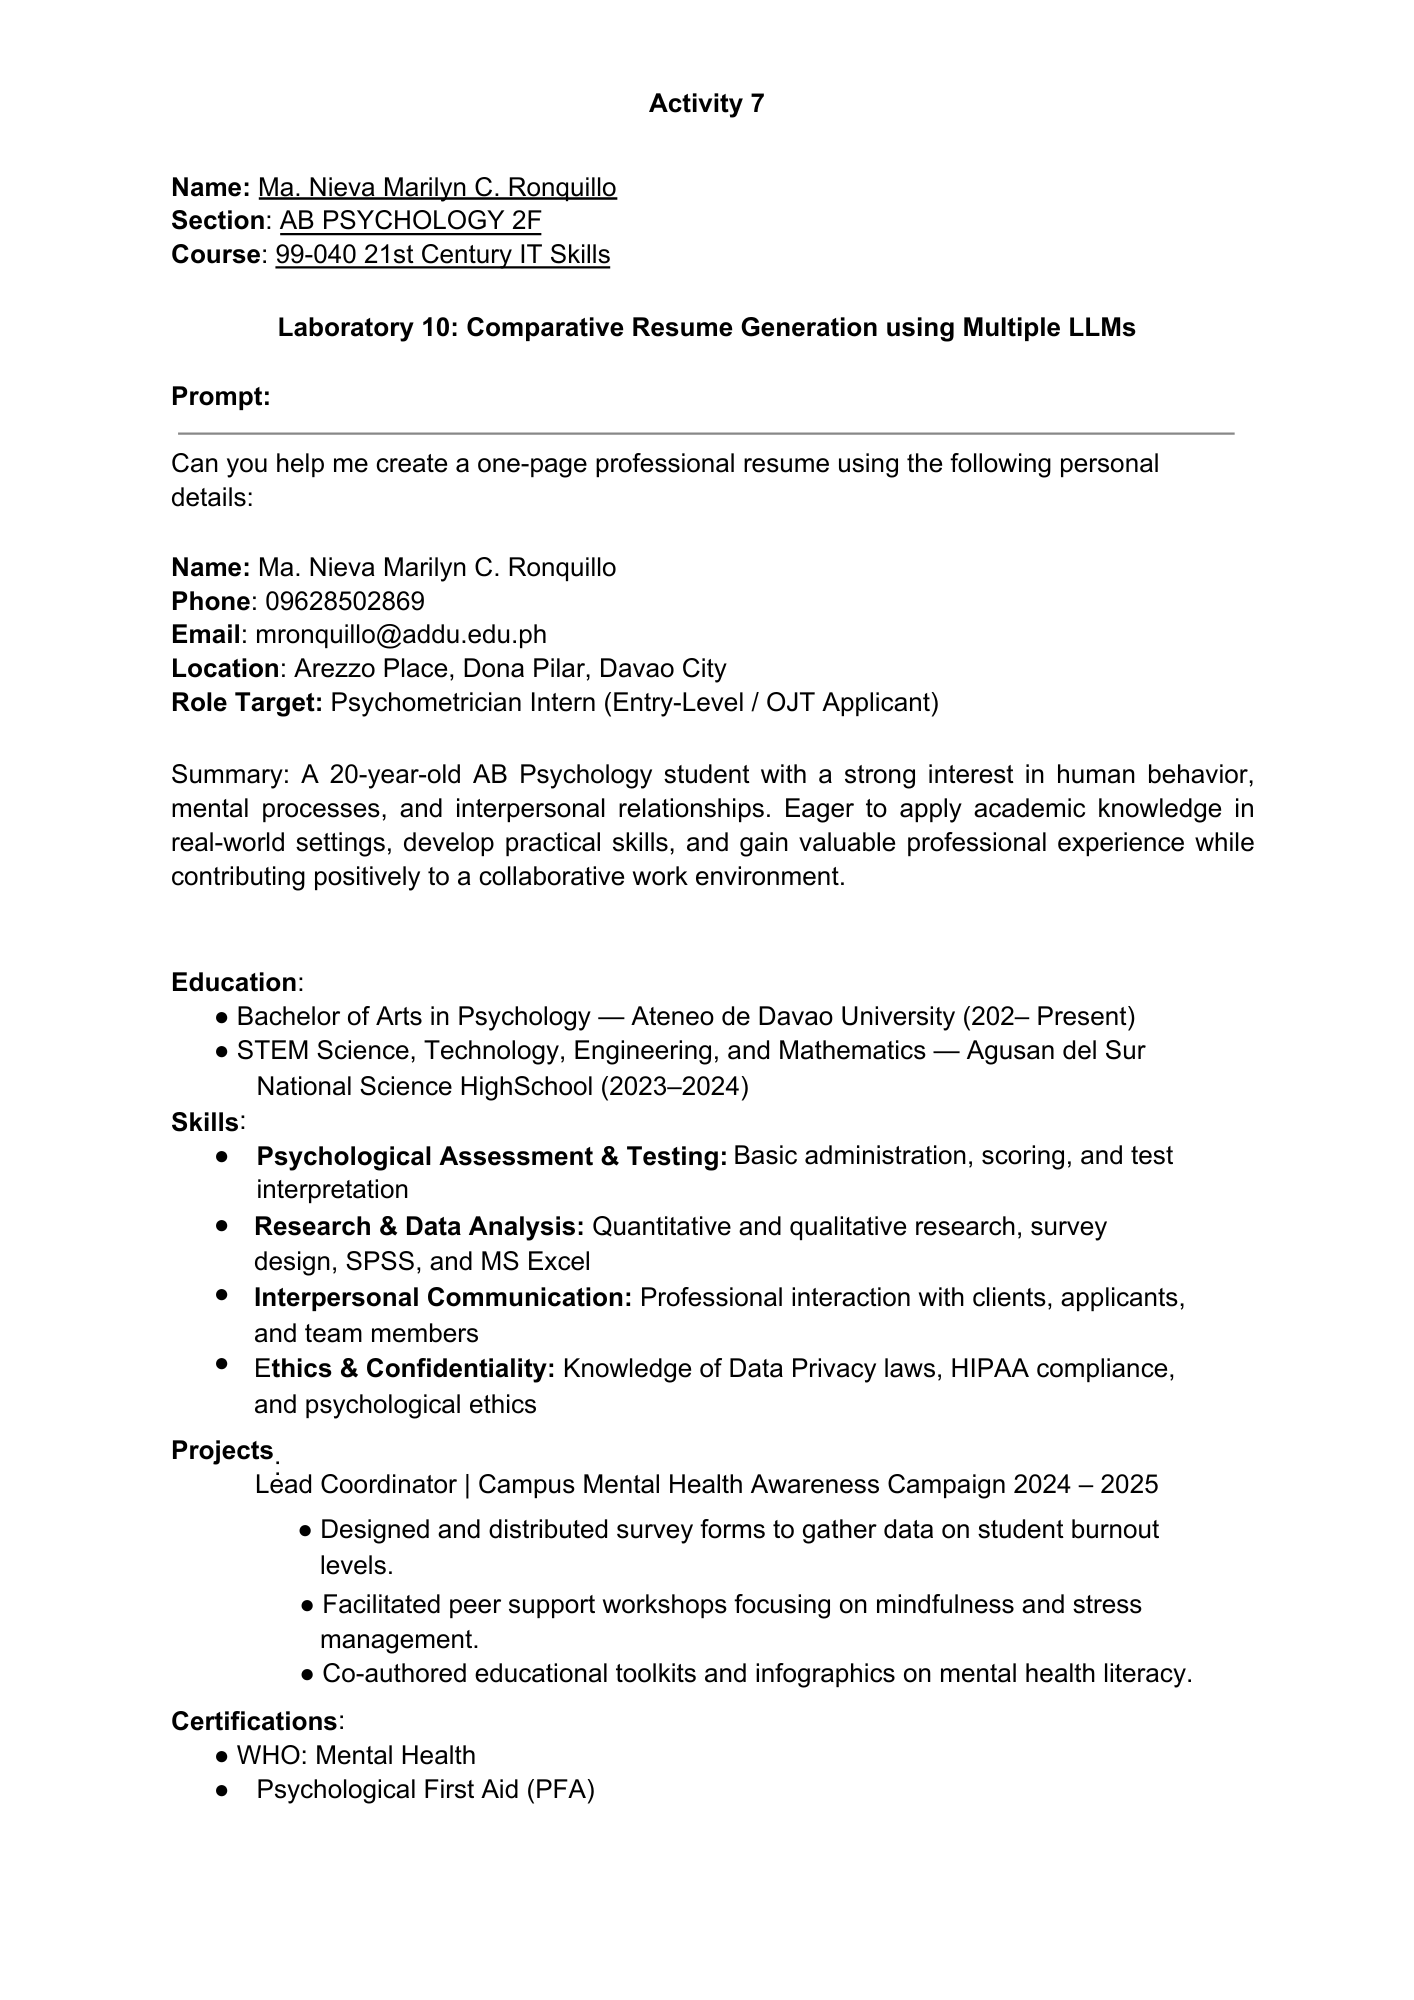 Activity 7
Name: Ma. Nieva Marilyn C. Ronquillo
Section: AB PSYCHOLOGY 2F
Course: 99-040 21st Century IT Skills
Laboratory 10: Comparative Resume Generation using Multiple LLMs
Prompt:
Can you help me create a one-page professional resume using the following personal
details:
Name: Ma. Nieva Marilyn C. Ronquillo
Phone: 09628502869
Email: mronquillo@addu.edu.ph
Location: Arezzo Place, Dona Pilar, Davao City
Role Target: Psychometrician Intern (Entry-Level / OJT Applicant)
Summary: A 20-year-old AB Psychology student with a strong interest in human behavior,
mental processes, and interpersonal relationships. Eager to apply academic knowledge in
real-world settings, develop practical skills, and gain valuable professional experience while
contributing positively to a collaborative work environment.
Education:
● Bachelor of Arts in Psychology — Ateneo de Davao University (202– Present)
● STEM Science, Technology, Engineering, and Mathematics — Agusan del Sur
National Science HighSchool (2023–2024)
Skills:
● Psychological Assessment & Testing: Basic administration, scoring, and test
interpretation
● Research & Data Analysis: Quantitative and qualitative research, survey
design, SPSS, and MS Excel
● Interpersonal Communication: Professional interaction with clients, applicants,
and team members
● Ethics & Confidentiality: Knowledge of Data Privacy laws, HIPAA compliance,
and psychological ethics
Projects:
Lead Coordinator | Campus Mental Health Awareness Campaign 2024 – 2025
● Designed and distributed survey forms to gather data on student burnout
levels.
● Facilitated peer support workshops focusing on mindfulness and stress
management.
● Co-authored educational toolkits and infographics on mental health literacy.
Certifications:
● WHO: Mental Health
● Psychological First Aid (PFA)